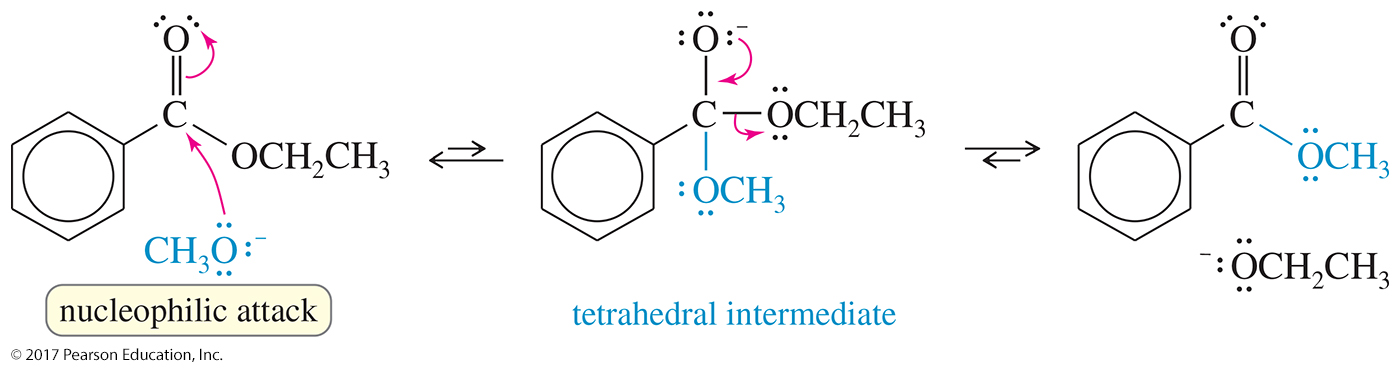 O
C
OCH₂CH₃
CH₃O:⁻
nucleophilic attack
:O:⁻
C
OCH₂CH₃
:OCH₃
tetrahedral intermediate
O
C
OCH₃
⁻:OCH₂CH₃
© 2017 Pearson Education, Inc.